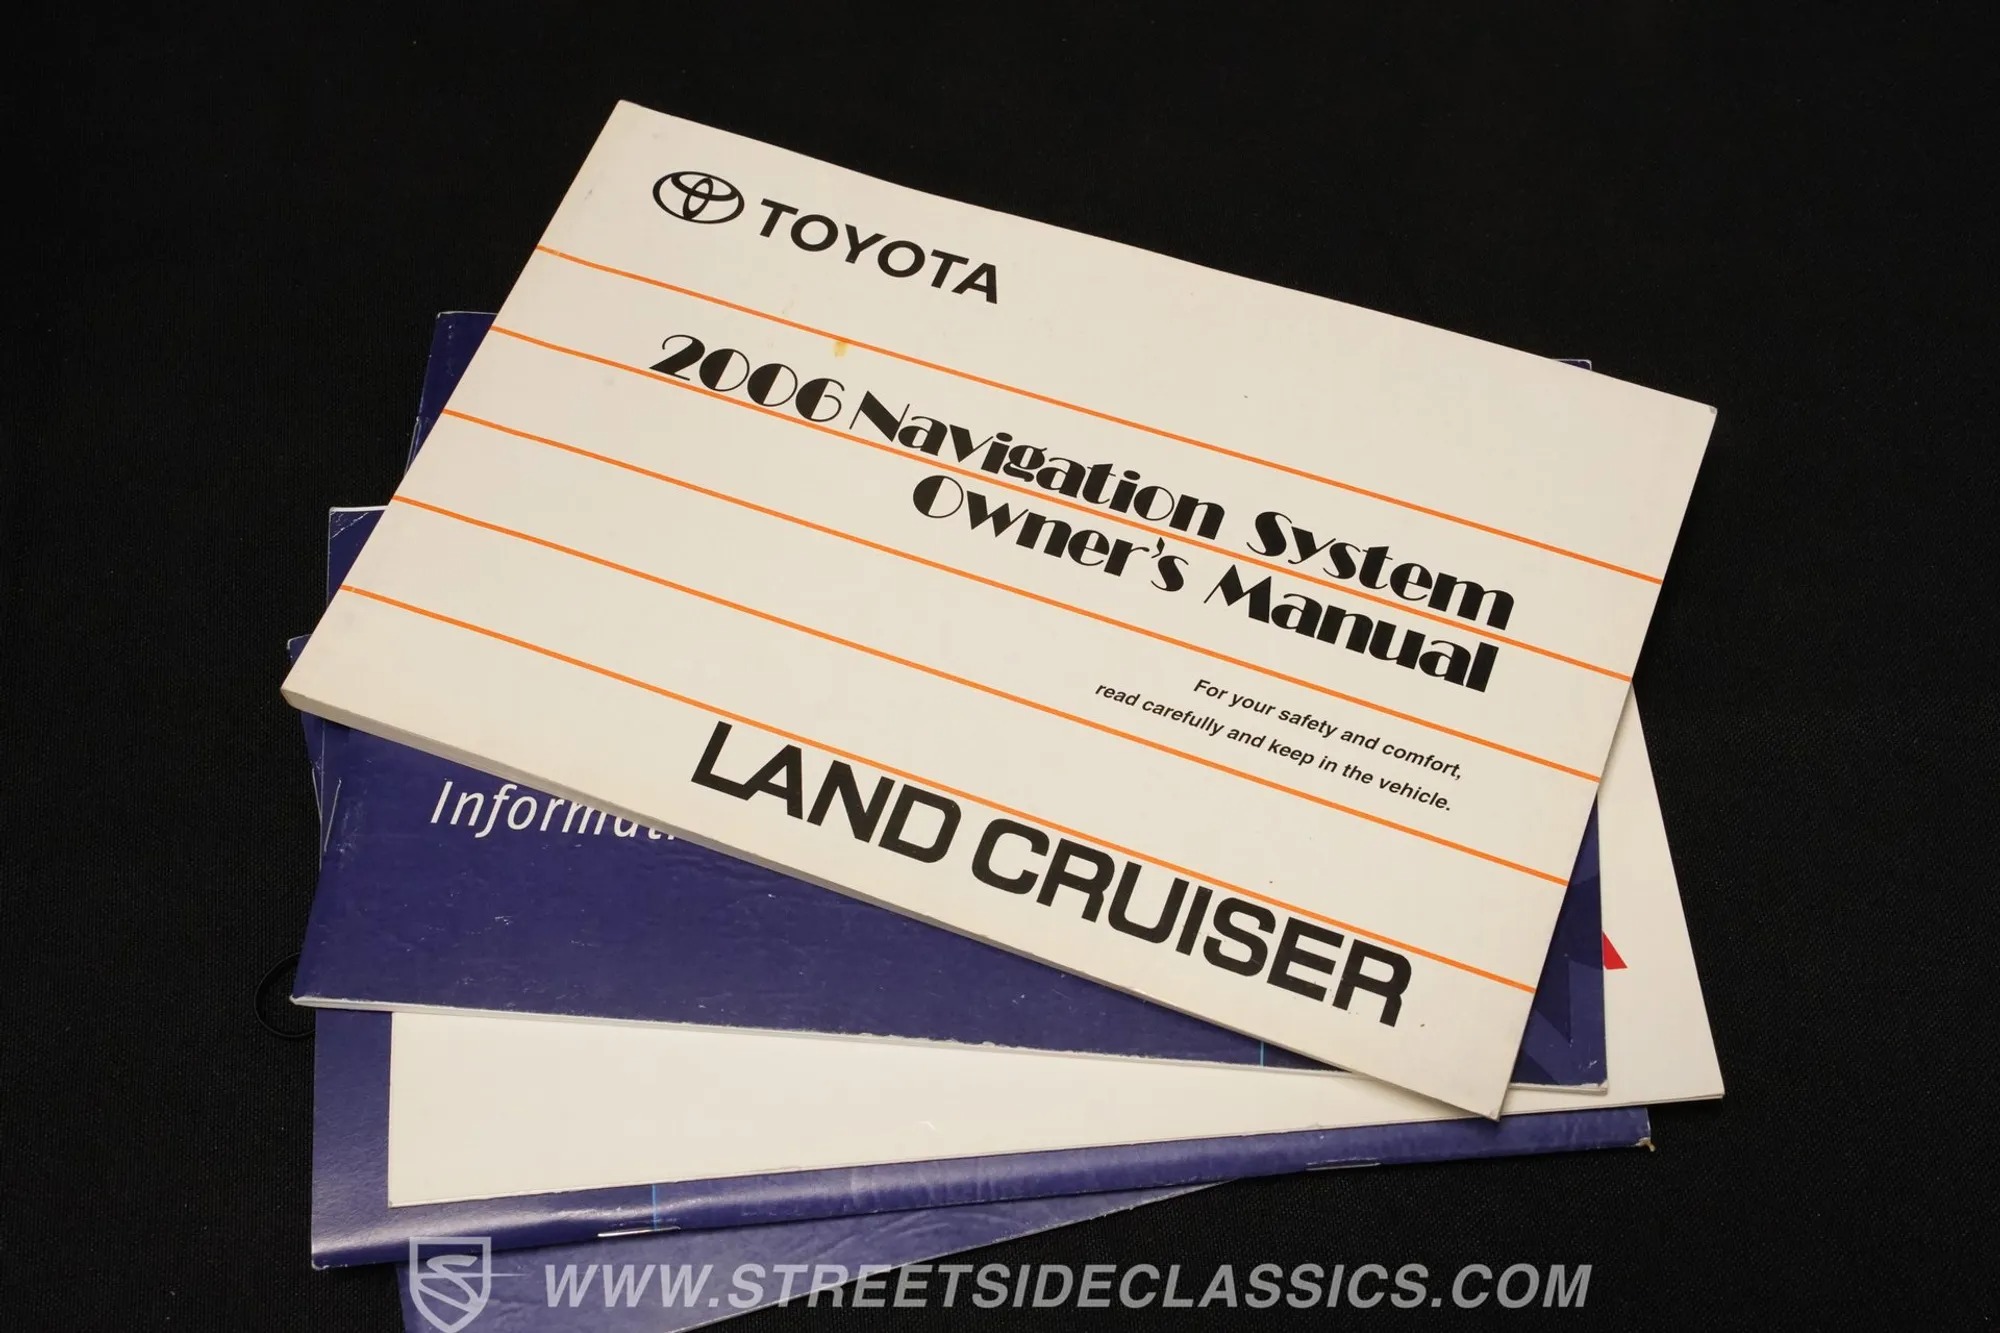 TOYOTA
2006 Navigation System
Owner's Manual
For your safety and comfort,
read carefully and keep in the vehicle.
LAND CRUISER
WWW.STREETSIDECLASSICS.COM